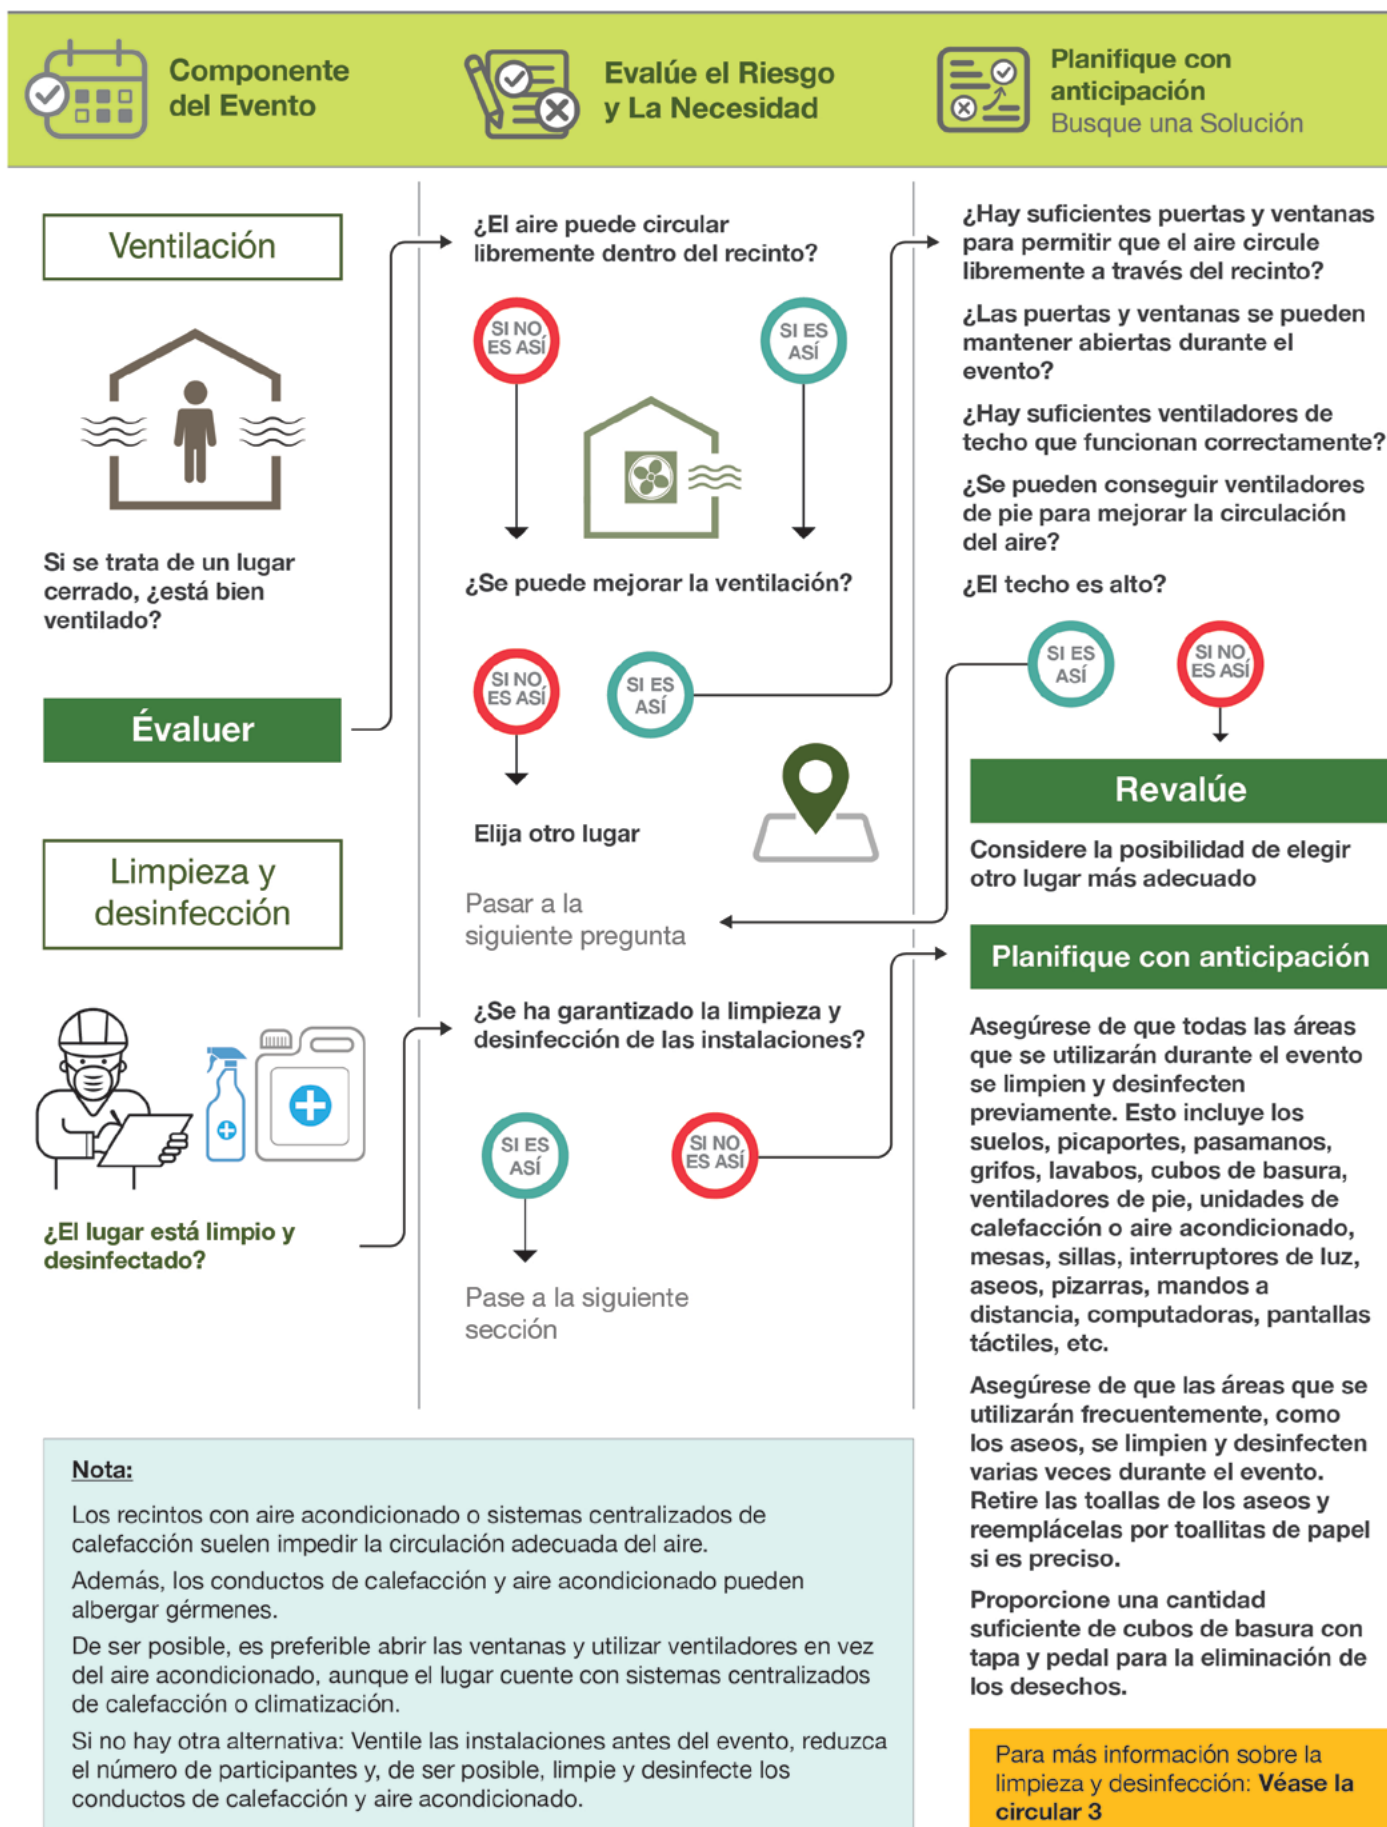 Componente
del Evento
Evalúe el Riesgo
y La Necesidad
Planifique con
anticipación
Busque una Solución
Ventilación
Si se trata de un lugar
cerrado, ¿está bien
ventilado?
Évaluer
¿El aire puede circular
libremente dentro del recinto?
SI NO
ES ASÍ
SI ES
ASÍ
¿Se puede mejorar la ventilación?
SI NO
ES ASÍ
SI ES
ASÍ
Elija otro lugar
Pasar a la
siguiente pregunta
¿Hay suficientes puertas y ventanas
para permitir que el aire circule
libremente a través del recinto?
¿Las puertas y ventanas se pueden
mantener abiertas durante el
evento?
¿Hay suficientes ventiladores de
techo que funcionan correctamente?
¿Se pueden conseguir ventiladores
de pie para mejorar la circulación
del aire?
¿El techo es alto?
SI ES
ASÍ
SI NO
ES ASÍ
Revalúe
Considere la posibilidad de elegir
otro lugar más adecuado
Limpieza y
desinfección
¿El lugar está limpio y
desinfectado?
¿Se ha garantizado la limpieza y
desinfección de las instalaciones?
SI ES
ASÍ
SI NO
ES ASÍ
Pase a la siguiente
sección
Planifique con anticipación
Asegúrese de que todas las áreas
que se utilizarán durante el evento
se limpien y desinfecten
previamente. Esto incluye los
suelos, picaportes, pasamanos,
grifos, lavabos, cubos de basura,
ventiladores de pie, unidades de
calefacción o aire acondicionado,
mesas, sillas, interruptores de luz,
aseos, pizarras, mandos a
distancia, computadoras, pantallas
táctiles, etc.
Asegúrese de que las áreas que se
utilizarán frecuentemente, como
los aseos, se limpien y desinfecten
varias veces durante el evento.
Retire las toallas de los aseos y
reemplácelas por toallitas de papel
si es preciso.
Proporcione una cantidad
suficiente de cubos de basura con
tapa y pedal para la eliminación de
los desechos.
Nota:
Los recintos con aire acondicionado o sistemas centralizados de
calefacción suelen impedir la circulación adecuada del aire.
Además, los conductos de calefacción y aire acondicionado pueden
albergar gérmenes.
De ser posible, es preferible abrir las ventanas y utilizar ventiladores en vez
del aire acondicionado, aunque el lugar cuente con sistemas centralizados
de calefacción o climatización.
Si no hay otra alternativa: Ventile las instalaciones antes del evento, reduzca
el número de participantes y, de ser posible, limpie y desinfecte los
conductos de calefacción y aire acondicionado.
Para más información sobre la
limpieza y desinfección: Véase la
circular 3